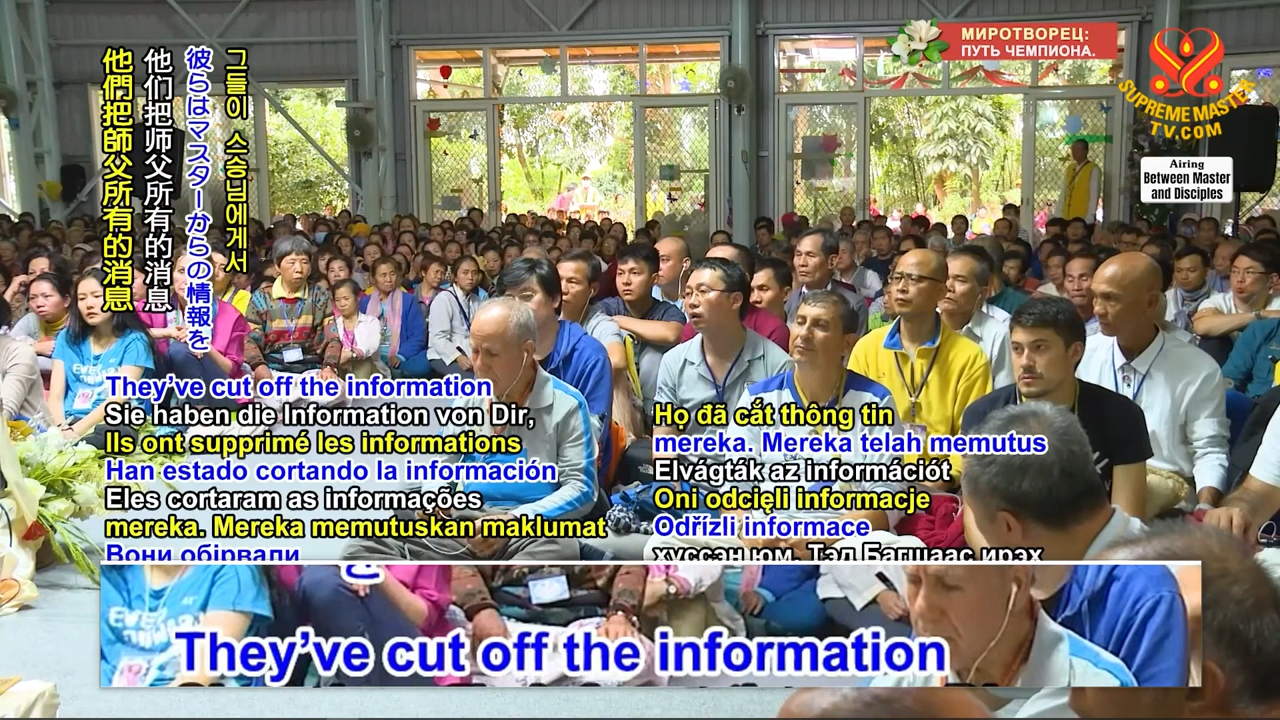 МИРОТВОРЕЦ:
ПУТЬ ЧЕМПИОНА.
SUPREME MASTER
TV.COM
Airing
Between Master
and Disciples
그들이 스승님에게서
彼らはマスターからの情報を
他们把师父所有的消息
他們把師父所有的消息
They've cut off the information
Sie haben die Information von Dir,
Ils ont supprimé les informations
Han estado cortando la información
Eles cortaram as informações
mereka. Mereka memutuskan maklumat
Вони обірвали
Họ đã cắt thông tin
mereka. Mereka telah memutus
Elvágták az információt
Oni odcięli informacje
Odřízli informace
хүссэн юм. Тэд Багшаас ирэх
They've cut off the information